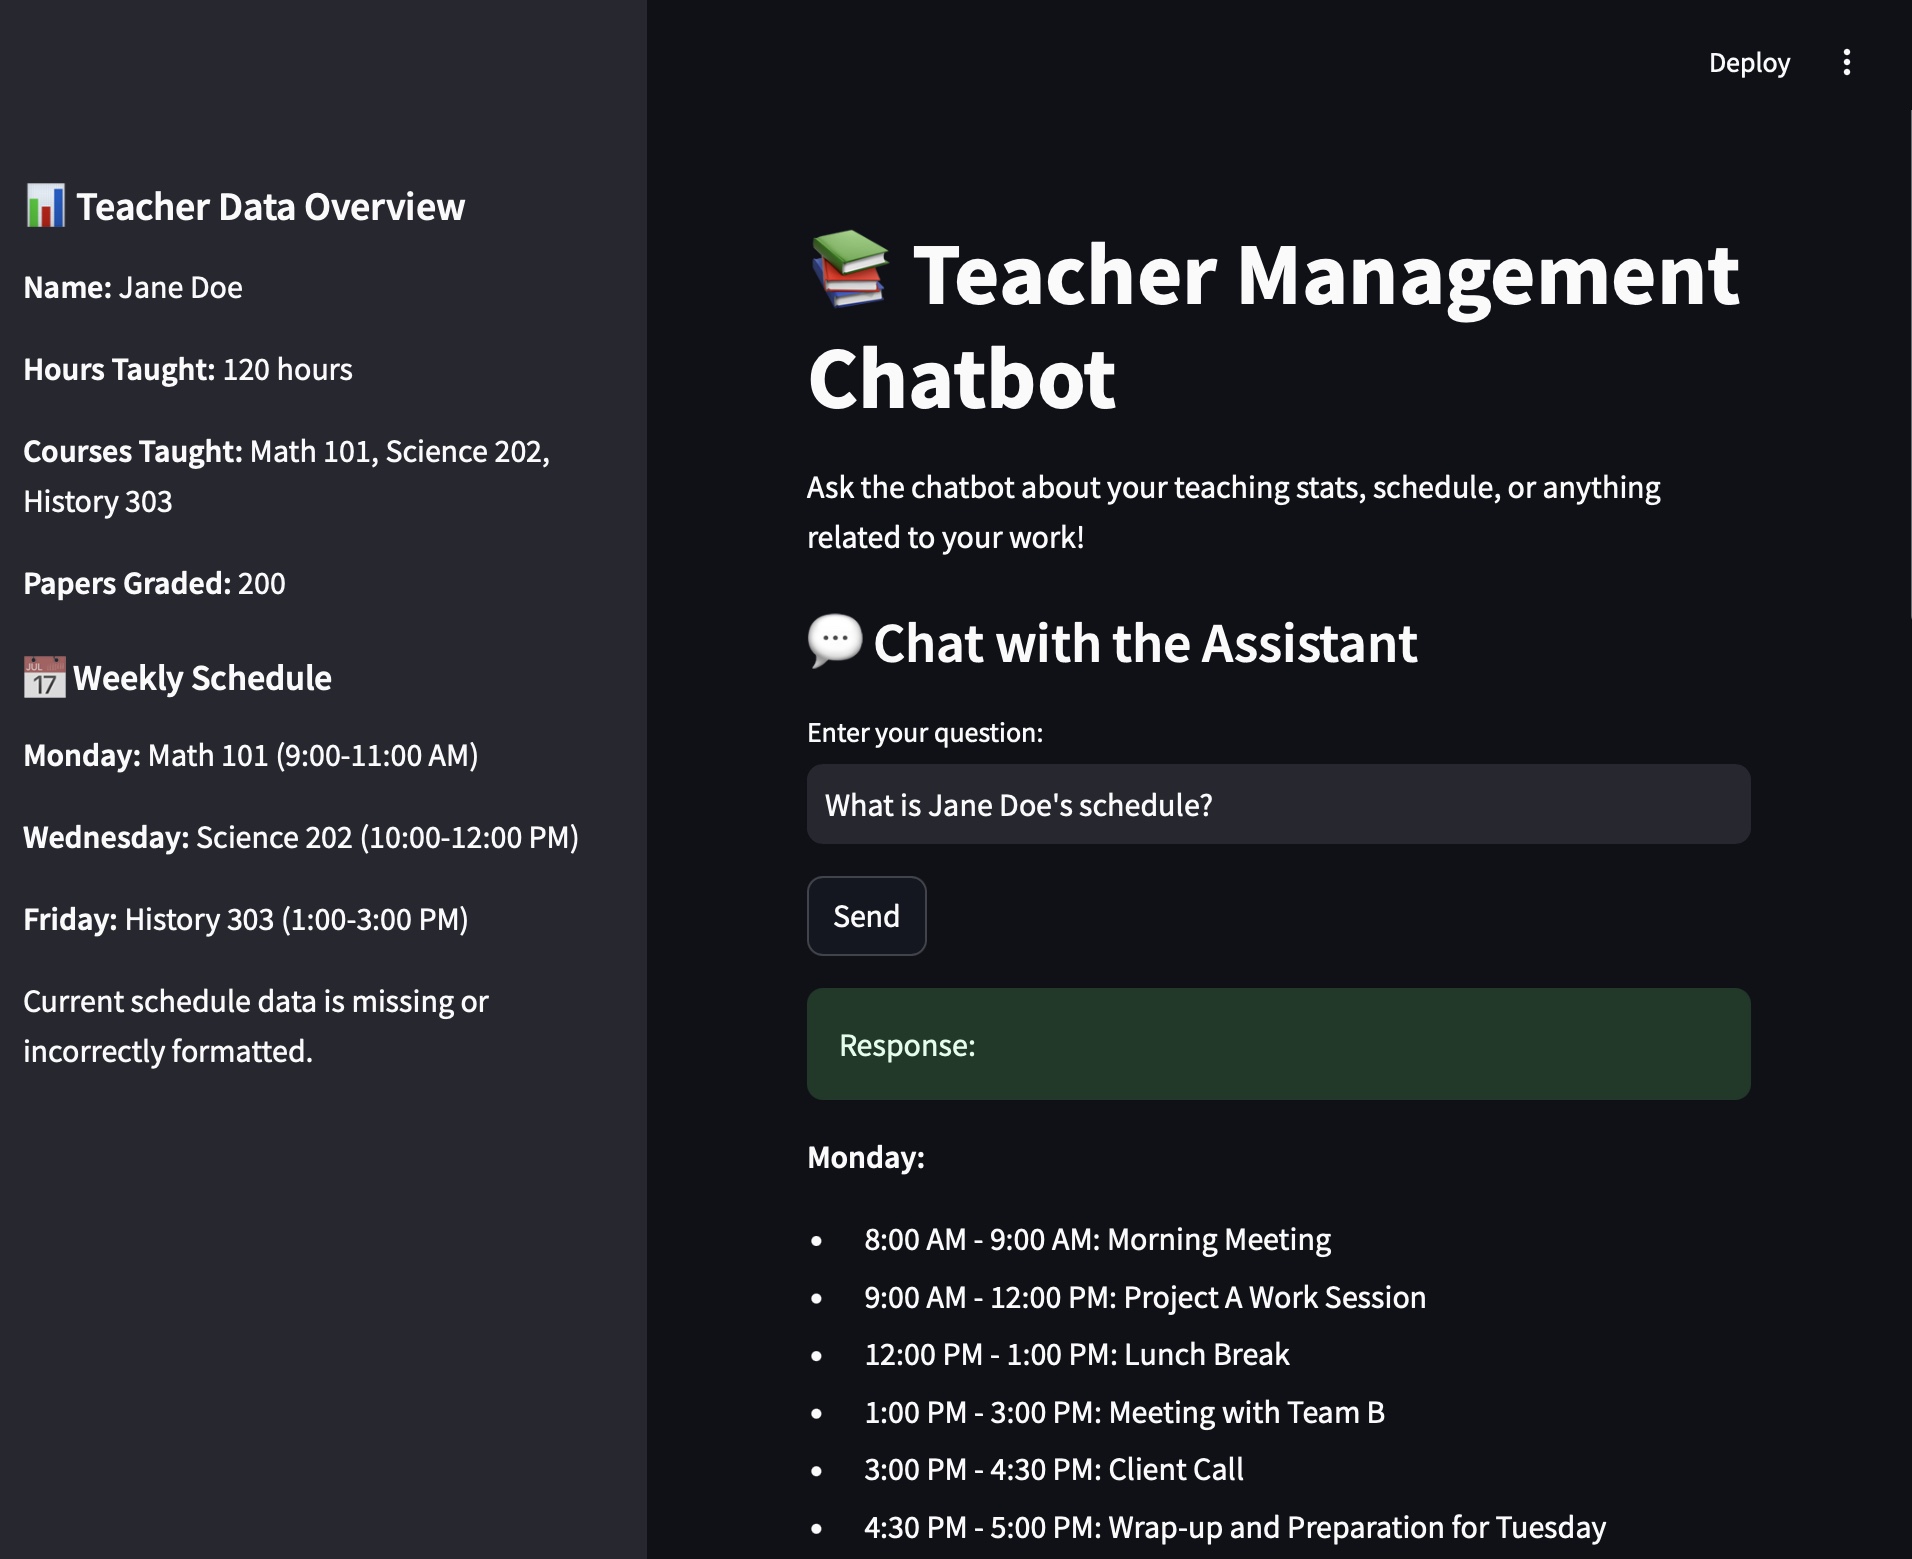 Deploy
📊 Teacher Data Overview
Name: Jane Doe
Hours Taught: 120 hours
Courses Taught: Math 101, Science 202,
History 303
Papers Graded: 200
JUL
17
Weekly Schedule
Monday: Math 101 (9:00-11:00 AM)
Wednesday: Science 202 (10:00-12:00 PM)
Friday: History 303 (1:00-3:00 PM)
Current schedule data is missing or
incorrectly formatted.
📚 Teacher Management
Chatbot
Ask the chatbot about your teaching stats, schedule, or anything
related to your work!
💬 Chat with the Assistant
Enter your question:
What is Jane Doe's schedule?
Send
Response:
Monday:
• 8:00 AM - 9:00 AM: Morning Meeting
• 9:00 AM - 12:00 PM: Project A Work Session
• 12:00 PM - 1:00 PM: Lunch Break
• 1:00 PM - 3:00 PM: Meeting with Team B
• 3:00 PM - 4:30 PM: Client Call
• 4:30 PM - 5:00 PM: Wrap-up and Preparation for Tuesday